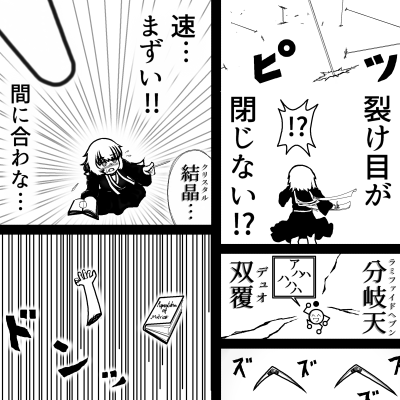 ピッ
裂け目が
閉じない!?
!?
分岐天
ラミファイドヘブン
双覆
デュオ
アハハハハ
ズズズ
速…
まずい!!
間に合わな…
結晶…
クリスタル
ドンッ